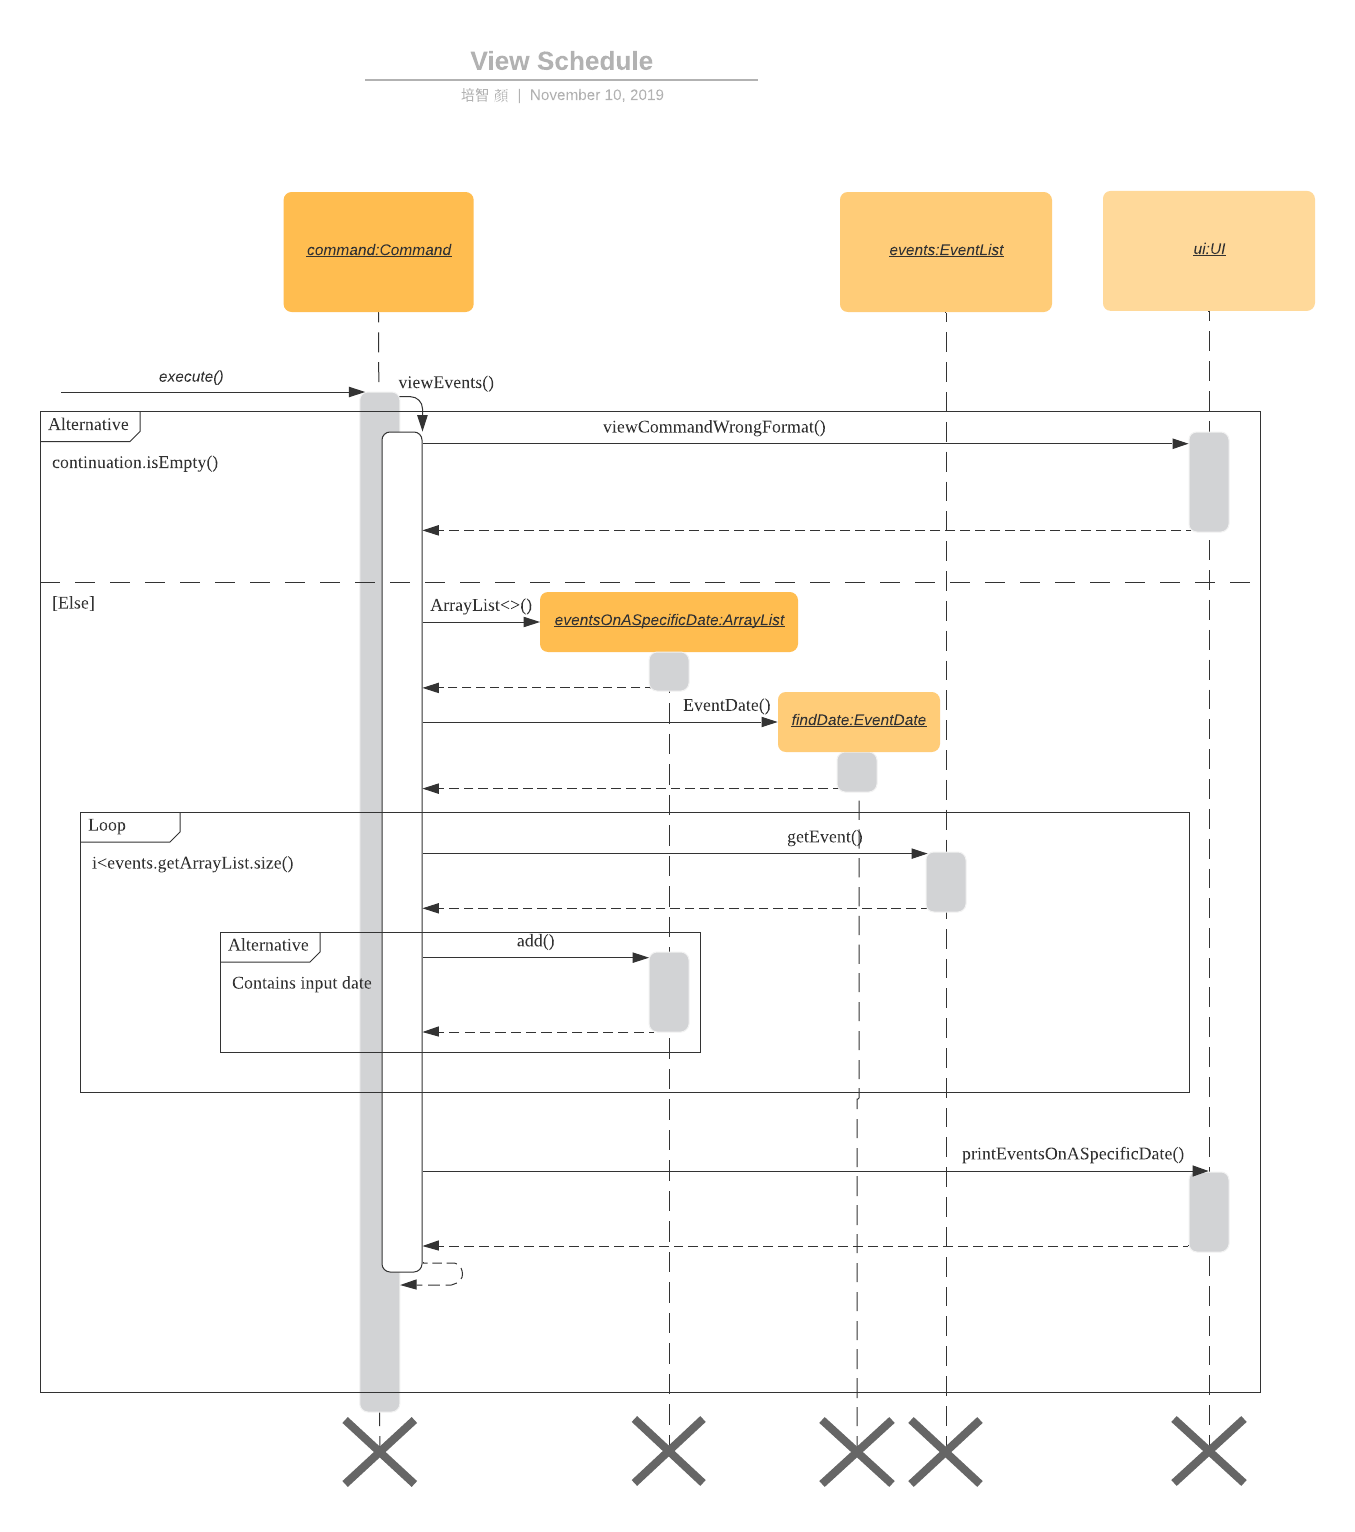 View Schedule
培智 顏 | November 10, 2019
command:Command
events:EventList
ui:UI
execute()
viewEvents()
Alternative
viewCommandWrongFormat()
continuation.isEmpty()
[Else]
ArrayList<>()
eventsOnASpecificDate:ArrayList
EventDate()
findDate:EventDate
Loop
getEvent()
i<events.getArrayList.size()
Alternative
add()
Contains input date
printEventsOnASpecificDate()